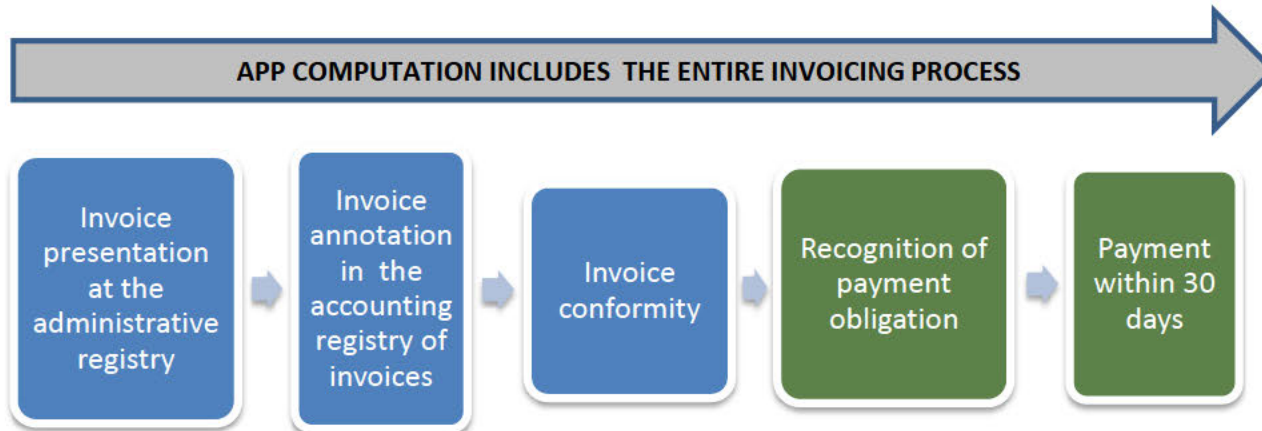 APP COMPUTATION INCLUDES THE ENTIRE INVOICING PROCESS
Invoice
presentation
at the
administrative
registry
Invoice
annotation
in the
accounting
registry of
invoices
Invoice
conformity
Recognition of
payment
obligation
Payment
within 30
days